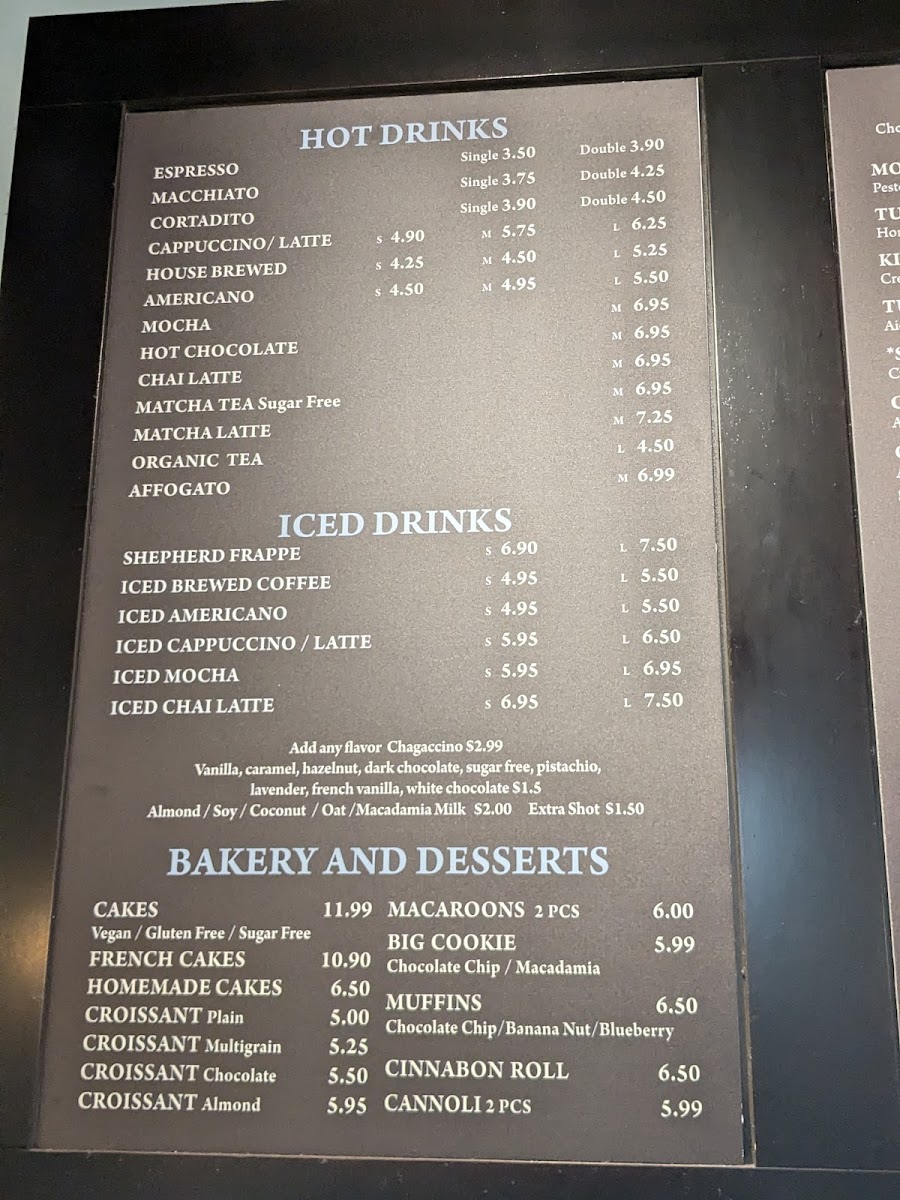 HOT DRINKS
ESPRESSO Single 3.50 Double 3.90
MACCHIATO Single 3.75 Double 4.25
CORTADITO Single 3.90 Double 4.50
CAPPUCCINO/ LATTE S 4.90 M 5.75 L 6.25
HOUSE BREWED S 4.25 M 4.50 L 5.25
AMERICANO S 4.50 M 4.95 L 5.50
MOCHA M 6.95
HOT CHOCOLATE M 6.95
CHAI LATTE M 6.95
MATCHA TEA Sugar Free M 6.95
MATCHA LATTE M 7.25
ORGANIC TEA L 4.50
AFFOGATO M 6.99
ICED DRINKS
SHEPHERD FRAPPE S 6.90 L 7.50
ICED BREWED COFFEE S 4.95 L 5.50
ICED AMERICANO S 4.95 L 5.50
ICED CAPPUCCINO / LATTE S 5.95 L 6.50
ICED MOCHA S 5.95 L 6.95
ICED CHAI LATTE S 6.95 L 7.50
Add any flavor Chagaccino $2.99
Vanilla, caramel, hazelnut, dark chocolate, sugar free, pistachio,
lavender, french vanilla, white chocolate $1.5
Almond / Soy / Coconut / Oat /Macadamia Milk $2.00 Extra Shot $1.50
BAKERY AND DESSERTS
CAKES 11.99
Vegan / Gluten Free / Sugar Free
FRENCH CAKES 10.90
HOMEMADE CAKES 6.50
CROISSANT Plain 5.00
CROISSANT Multigrain 5.25
CROISSANT Chocolate 5.50
CROISSANT Almond 5.95
MACAROONS 2 PCS 6.00
BIG COOKIE 5.99
Chocolate Chip / Macadamia
MUFFINS 6.50
Chocolate Chip/Banana Nut/Blueberry
CINNABON ROLL 6.50
CANNOLI 2 PCS 5.99